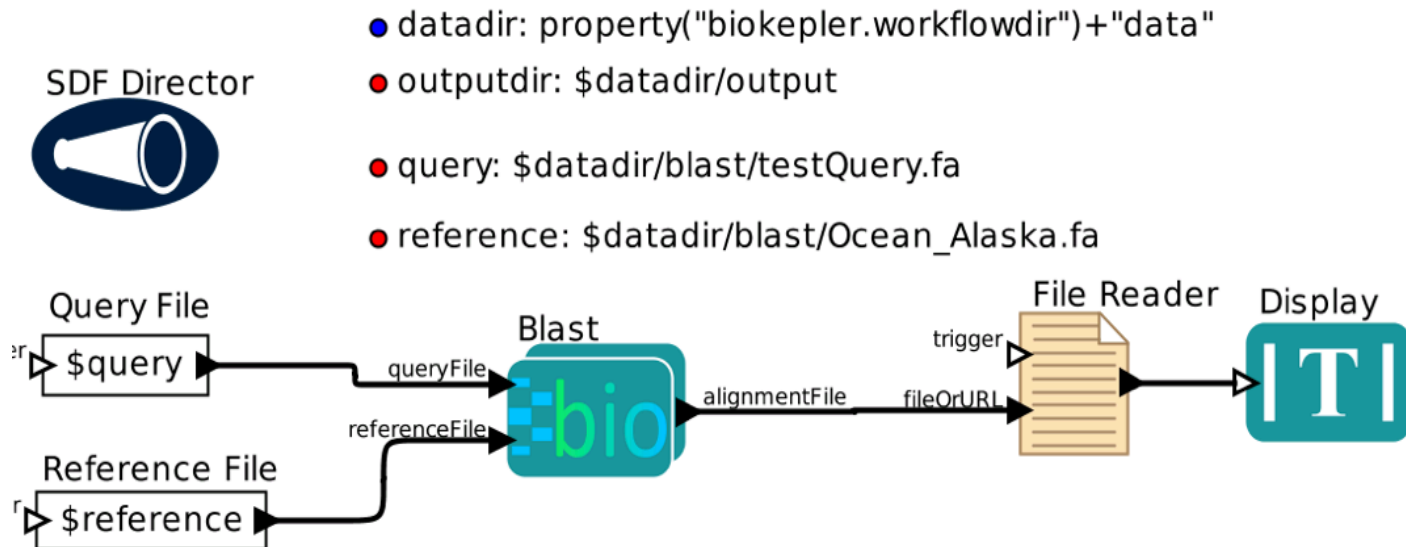 datadir: property("biokepler.workflowdir")+"data"
SDF Director
outputdir: $datadir/output
query: $datadir/blast/testQuery.fa
reference: $datadir/blast/Ocean_Alaska.fa
Query File
$query
Blast
queryFile
referenceFile
bio
alignmentFile
File Reader
trigger
fileOrURL
Display
T
Reference File
$reference